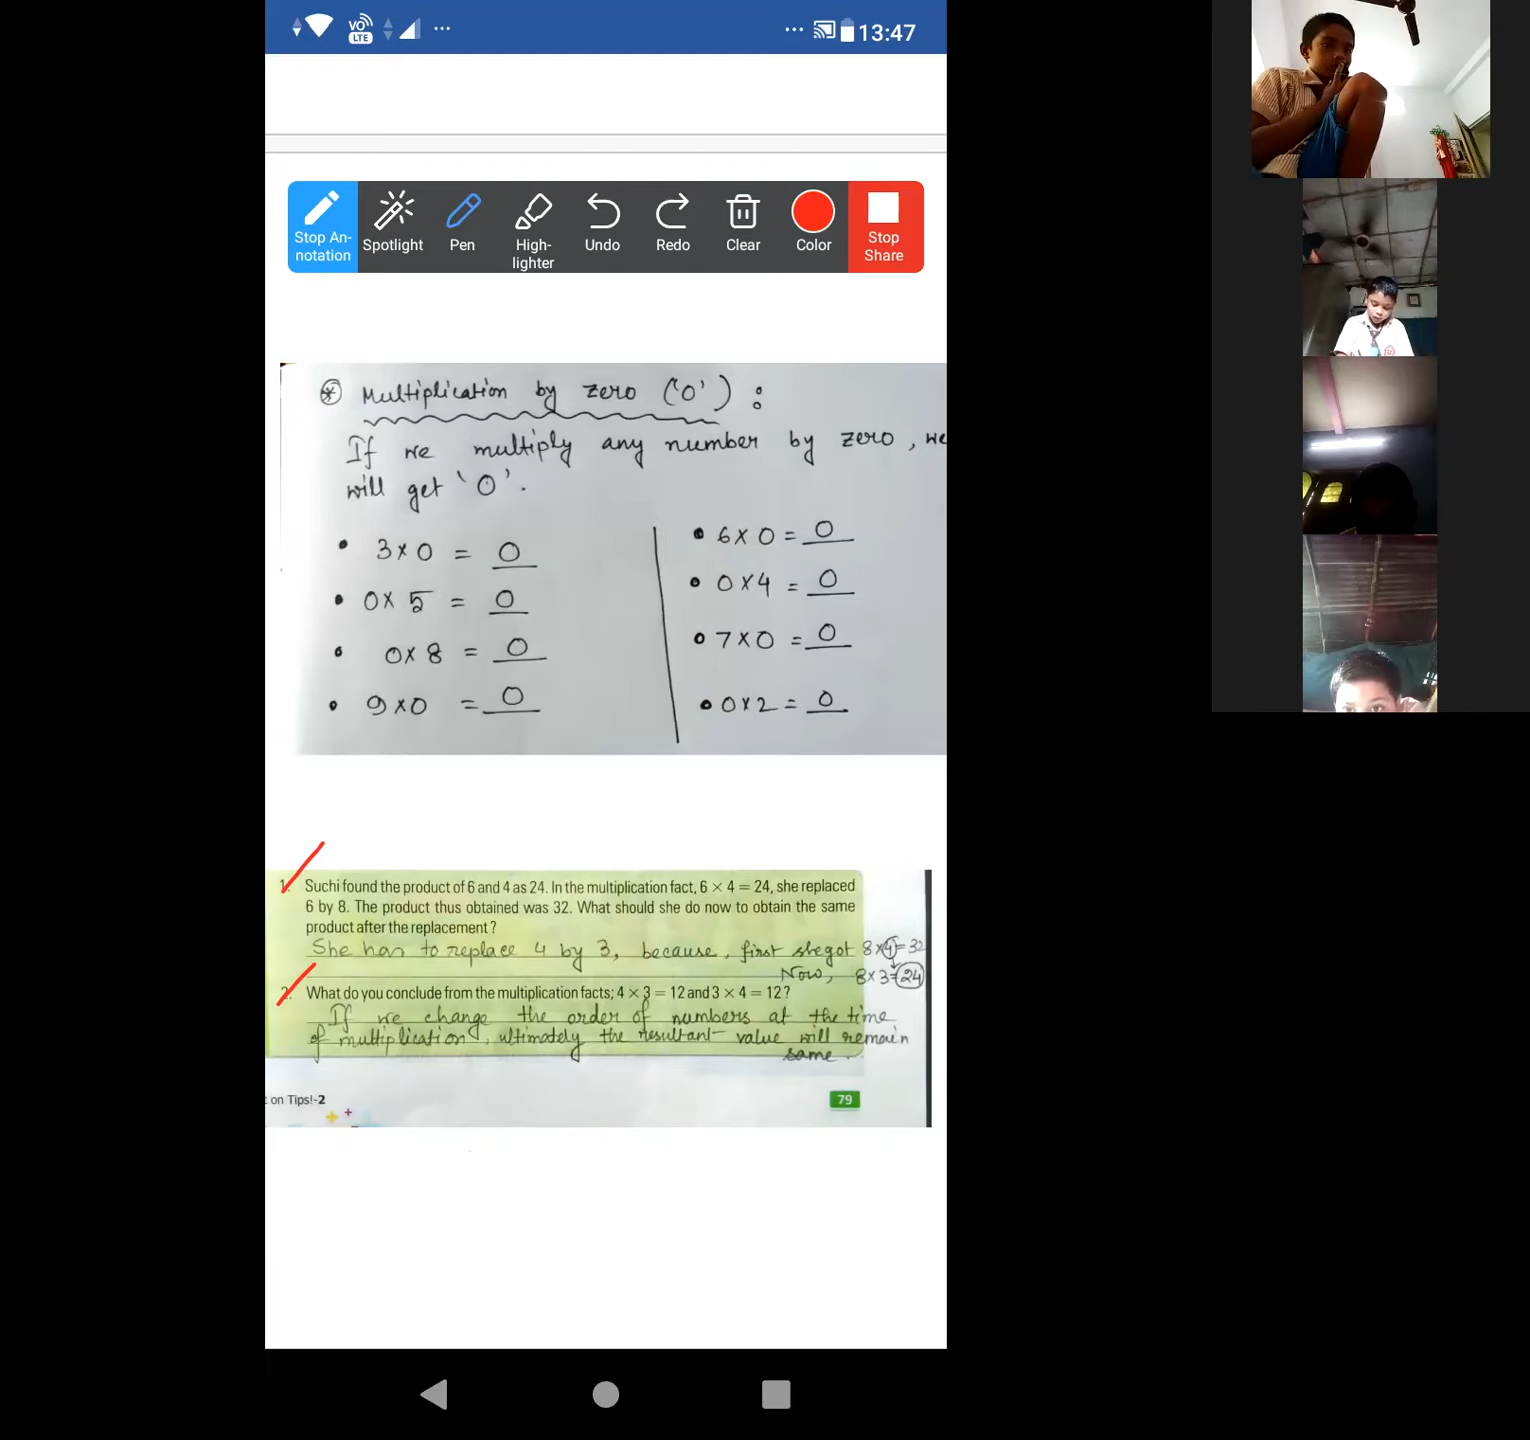 VO LTE ... ... 13:47
Stop An-notation Spotlight Pen High-lighter Undo Redo Clear Color Stop Share
* Multiplication by zero ('0') :
If we multiply any number by zero, we
will get '0'.
• 3 × 0 = 0
• 0 × 5 = 0
• 0 × 8 = 0
• 9 × 0 = 0
• 6 × 0 = 0
• 0 × 4 = 0
• 7 × 0 = 0
• 0 × 2 = 0
1. Suchi found the product of 6 and 4 as 24. In the multiplication fact, 6 × 4 = 24, she replaced
6 by 8. The product thus obtained was 32. What should she do now to obtain the same
product after the replacement?
She has to replace 4 by 3, because, first she got 8×4=32
Now, 8×3=24
2. What do you conclude from the multiplication facts; 4 × 3 = 12 and 3 × 4 = 12?
If we change the order of numbers at the time
of multiplication, ultimately the resultant value will remain
same.
on Tips!-2
79